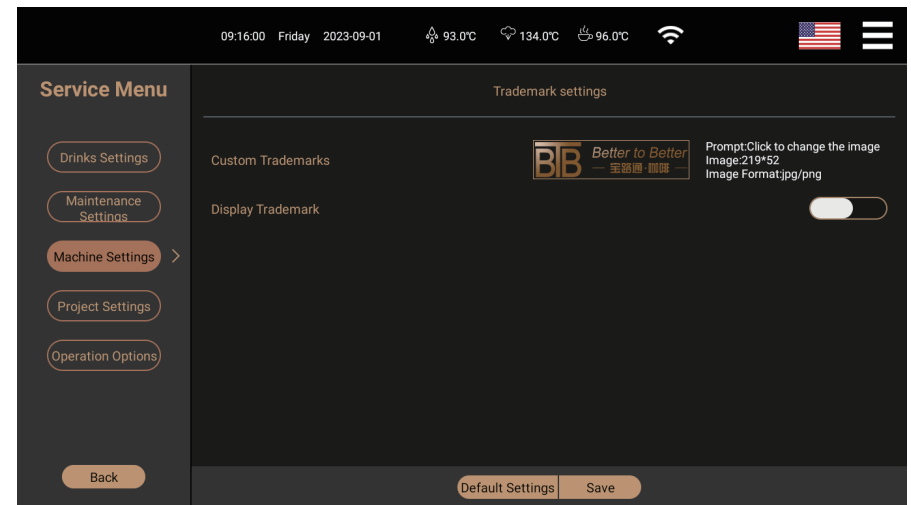 09:16:00 Friday 2023-09-01 93.0℃ 134.0℃ 96.0℃
Service Menu
Trademark settings
Drinks Settings
Maintenance
Settings
Machine Settings
Project Settings
Operation Options
Back
Custom Trademarks
BTB
Better to Better
宝路通·咖啡
Prompt:Click to change the image
Image:219*52
Image Format:jpg/png
Display Trademark
Default Settings
Save